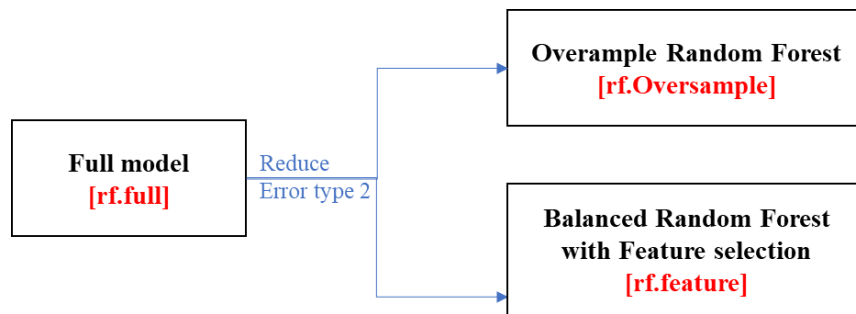 Overample Random Forest
[rf.Oversample]
Full model
[rf.full]
Reduce
Error type 2
Balanced Random Forest
with Feature selection
[rf.feature]